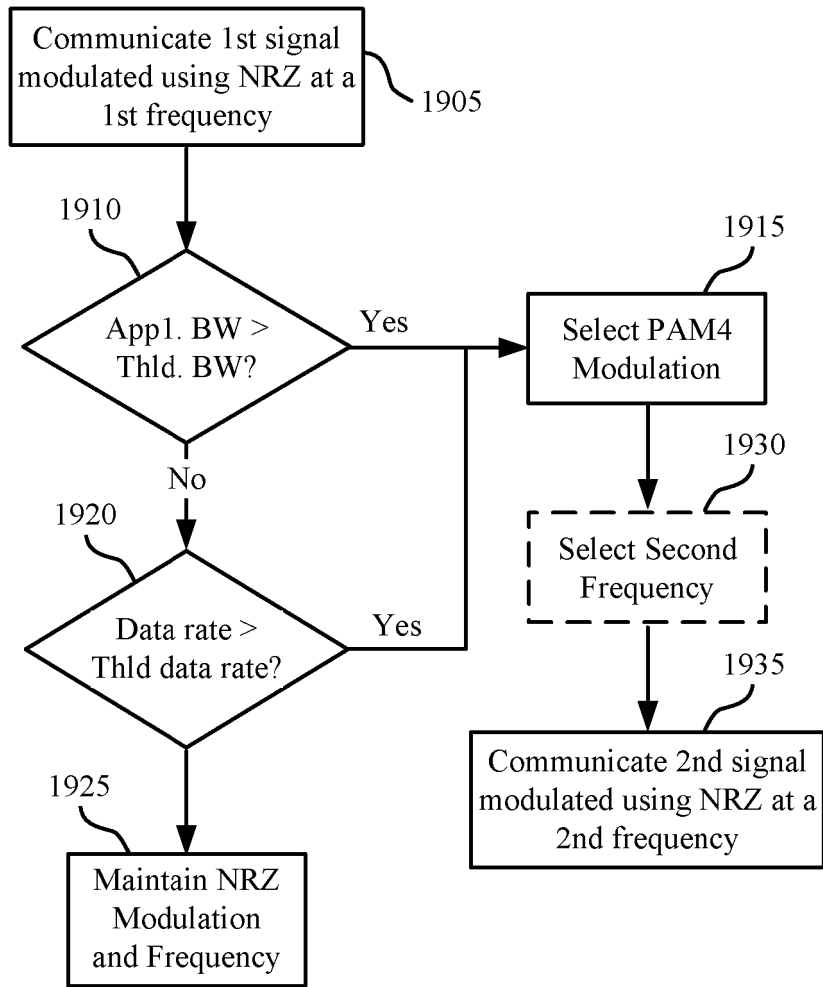 Communicate 1st signal
modulated using NRZ at a
1st frequency
1905
1910
App1. BW >
Thld. BW?
Yes
1915
Select PAM4
Modulation
No
1930
Select Second
Frequency
1920
Data rate >
Thld data rate?
Yes
1935
Communicate 2nd signal
modulated using NRZ at a
2nd frequency
1925
Maintain NRZ
Modulation
and Frequency